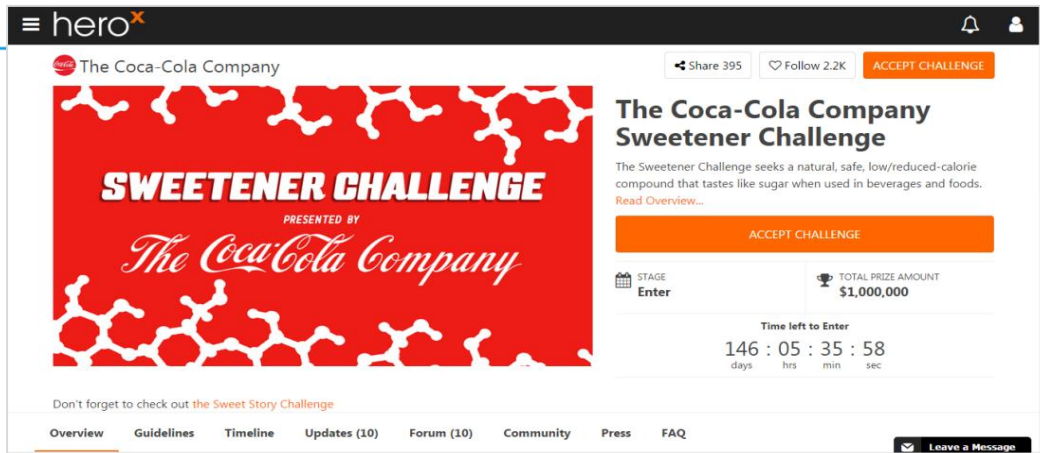 herox
The Coca-Cola Company
Share 395
Follow 2.2K
ACCEPT CHALLENGE
SWEETENER CHALLENGE
PRESENTED BY
The Coca-Cola Company
The Coca-Cola Company
Sweetener Challenge
The Sweetener Challenge seeks a natural, safe, low/reduced-calorie
compound that tastes like sugar when used in beverages and foods.
Read Overview...
ACCEPT CHALLENGE
STAGE
Enter
TOTAL PRIZE AMOUNT
$1,000,000
Time left to Enter
146 : 05 : 35 : 58
days hrs min sec
Don't forget to check out the Sweet Story Challenge
Overview Guidelines Timeline Updates (10) Forum (10) Community Press FAQ
Leave a Message